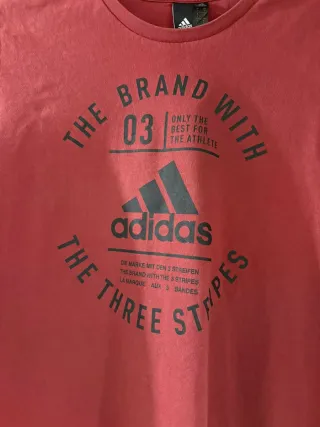 adidas
THE BRAND WITH
03
ONLY THE
BEST FOR
THE ATHLETE
adidas
DIE MARKE MIT DEN 3 STREIFEN
THE BRAND WITH THE 3 STRIPES
LA MARQUE AUX 3 BANDES
THE THREE STRIPES